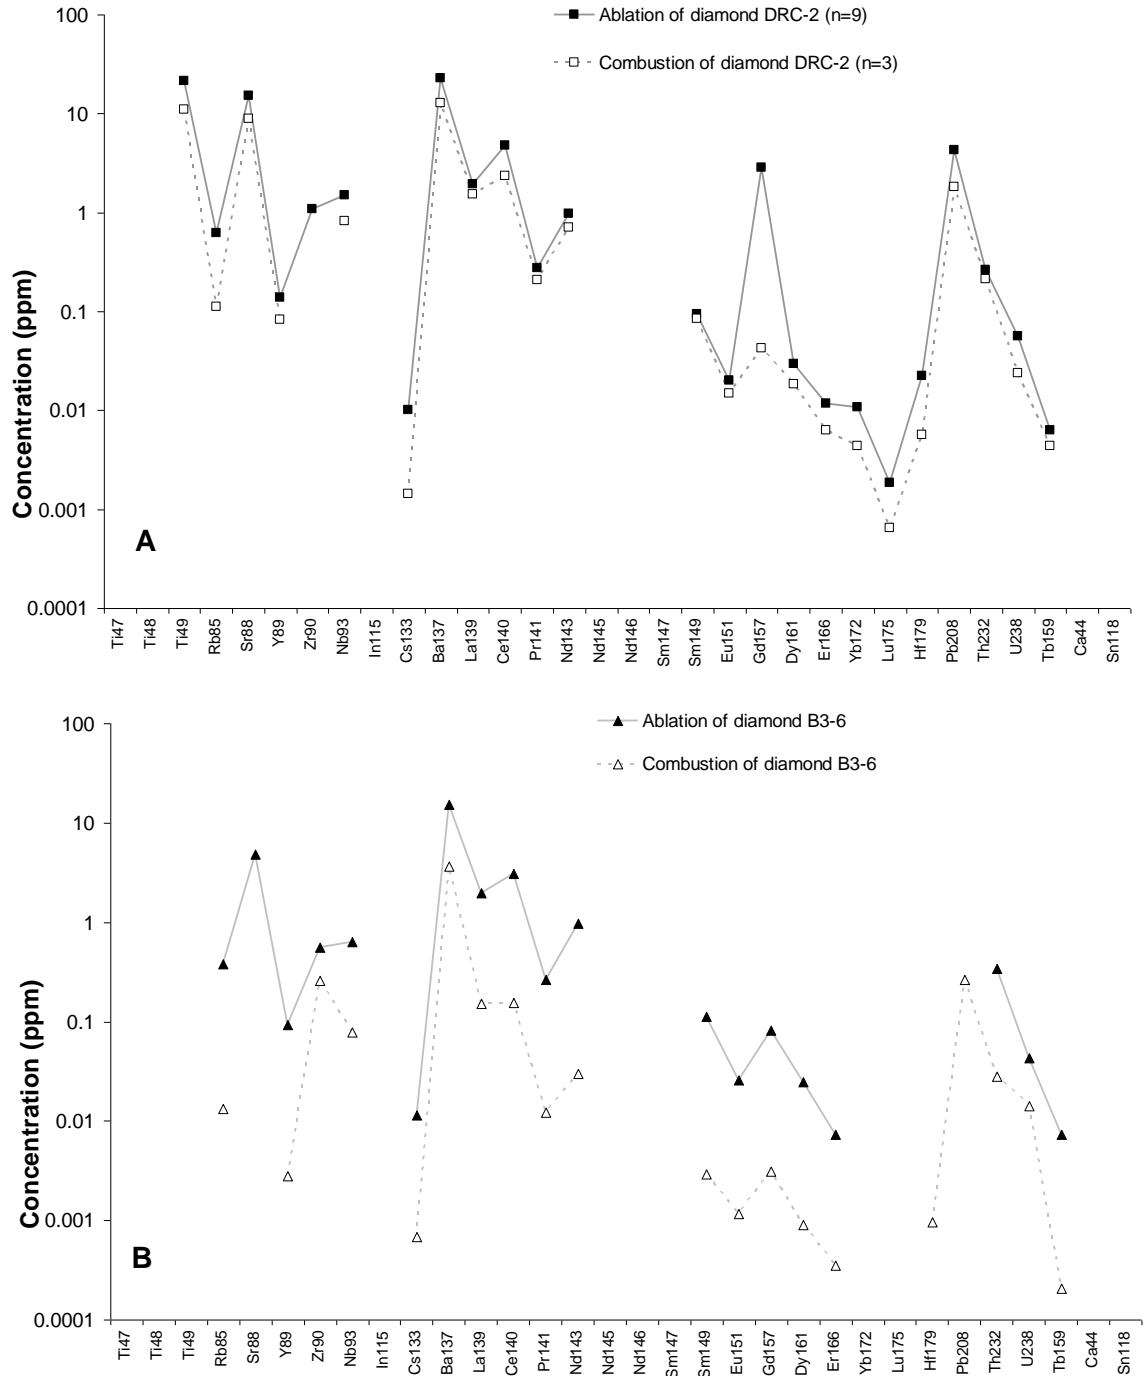 100
10
1
0.1
0.01
0.001
0.0001
Concentration (ppm)
Ablation of diamond DRC-2 (n=9)
Combustion of diamond DRC-2 (n=3)
A
Ti47
Ti48
Ti49
Rb85
Sr88
Y89
Zr90
Nb93
In115
Cs133
Ba137
La139
Ce140
Pr141
Nd143
Nd145
Nd146
Sm147
Sm149
Eu151
Gd157
Dy161
Er166
Yb172
Lu175
Hf179
Pb208
Th232
U238
Tb159
Ca44
Sn118
100
10
1
0.1
0.01
0.001
0.0001
Concentration (ppm)
Ablation of diamond B3-6
Combustion of diamond B3-6
B
Ti47
Ti48
Ti49
Rb85
Sr88
Y89
Zr90
Nb93
In115
Cs133
Ba137
La139
Ce140
Pr141
Nd143
Nd145
Nd146
Sm147
Sm149
Eu151
Gd157
Dy161
Er166
Yb172
Lu175
Hf179
Pb208
Th232
U238
Tb159
Ca44
Sn118